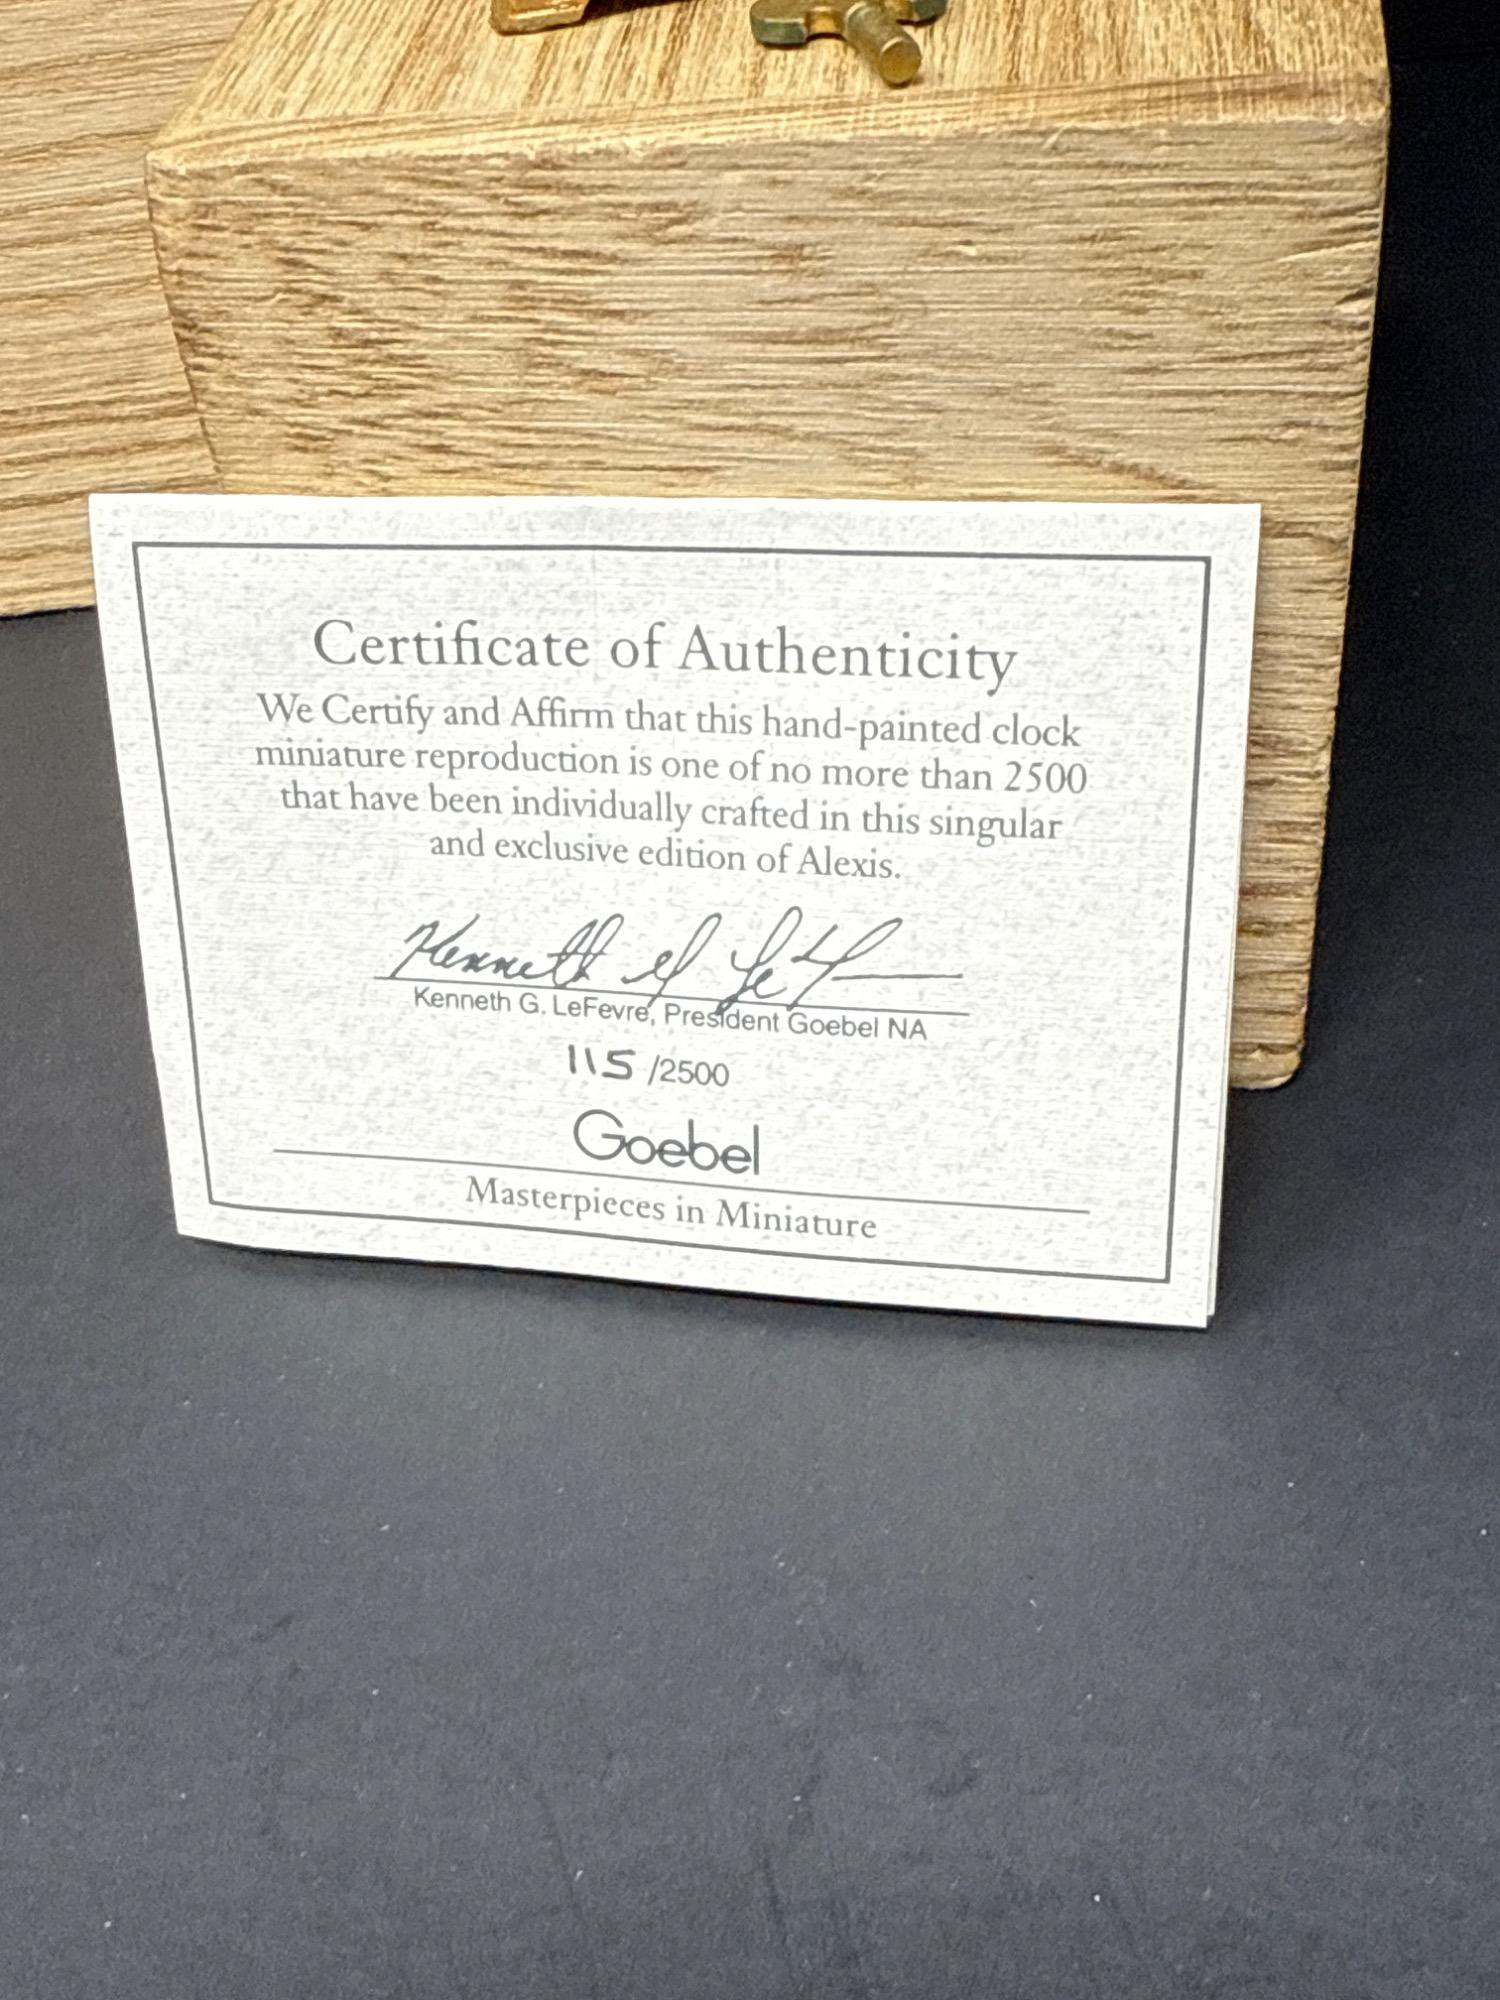 Certificate of Authenticity
We Certify and Affirm that this hand-painted clock
miniature reproduction is one of no more than 2500
that have been individually crafted in this singular
and exclusive edition of Alexis.
Kenneth G. LeFevre
Kenneth G. LeFevre, President Goebel NA
115 /2500
Goebel
Masterpieces in Miniature